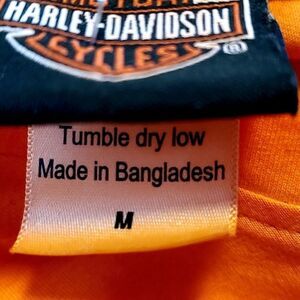 HARLEY-DAVIDSON
CYCLES
®
Tumble dry low
Made in Bangladesh
M